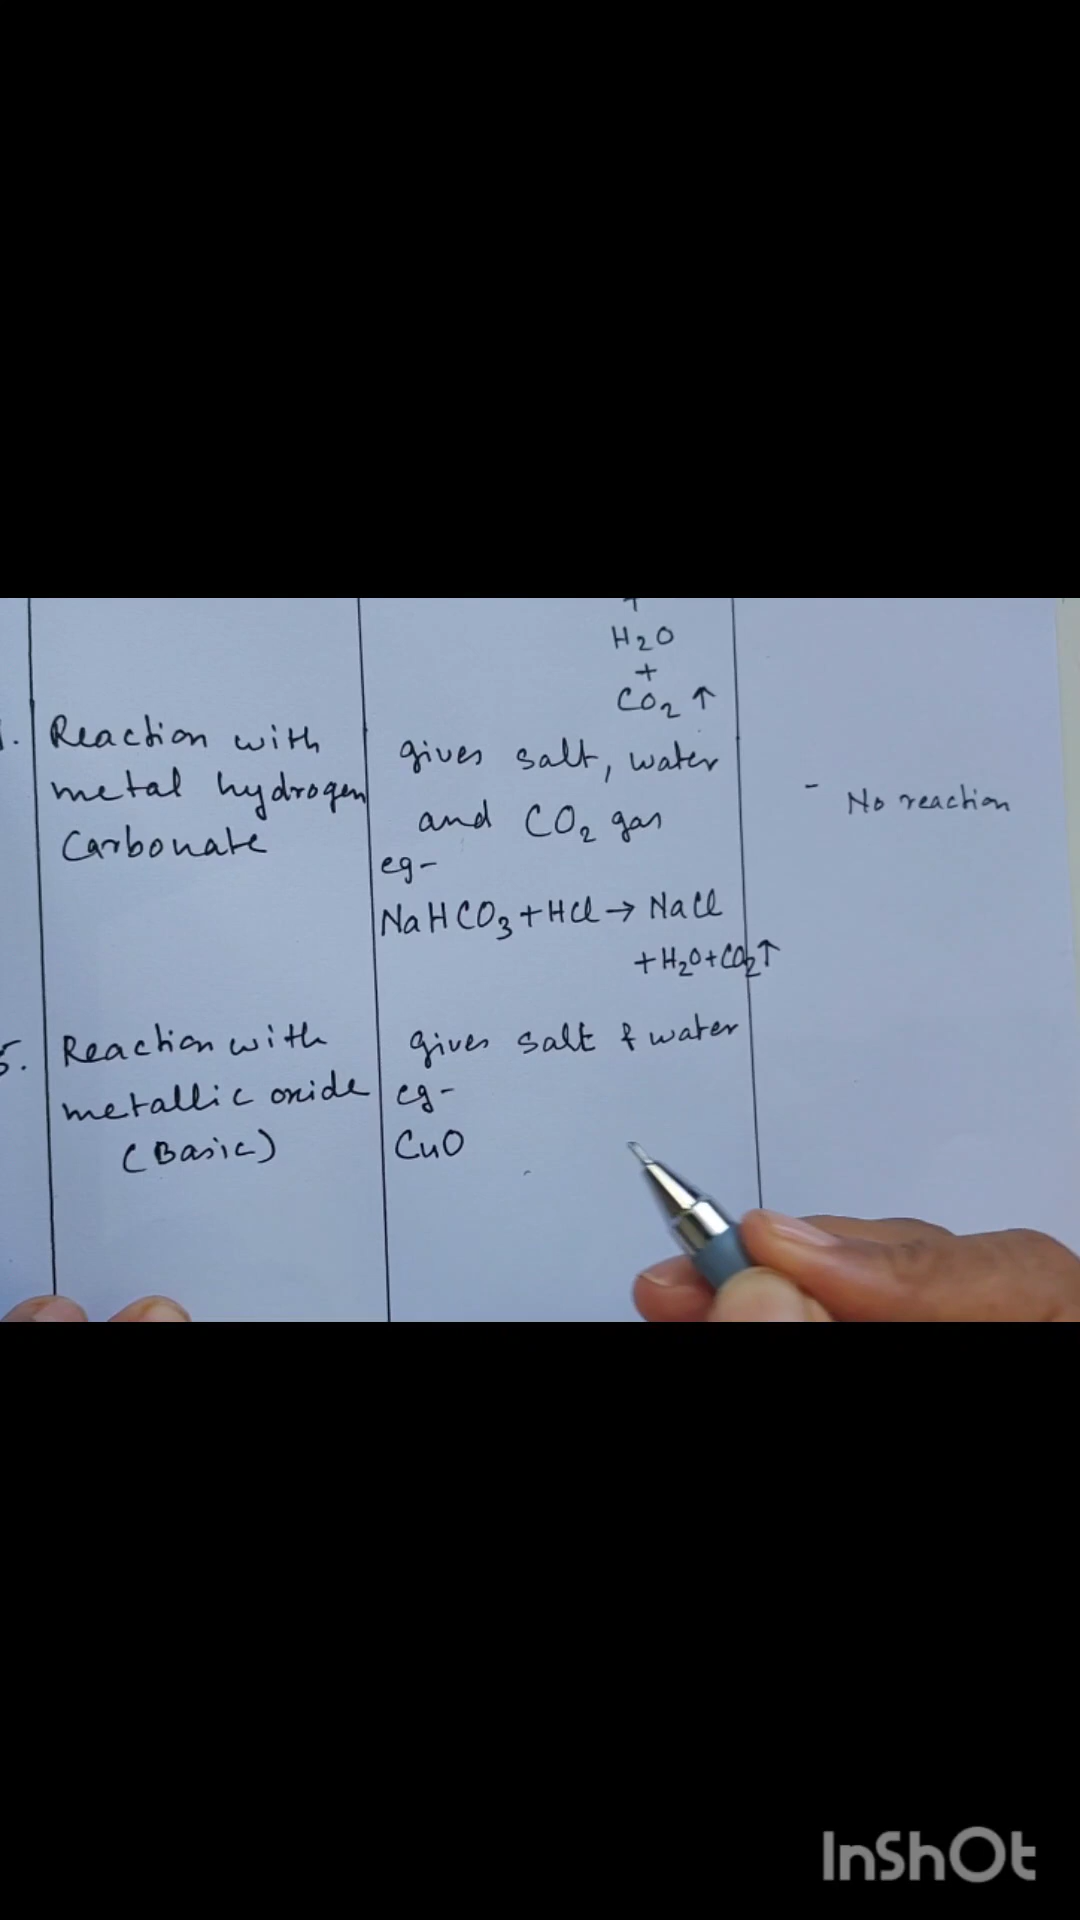 H2O
+
CO2 ↑
Reaction with
metal hydrogen
Carbonate
gives salt, water
and CO2 gas
eg-
NaHCO3 + HCl → NaCl
+ H2O + CO2↑
- No reaction
5. Reaction with
metallic oxide
(Basic)
gives salt & water
eg-
CuO
InShOt